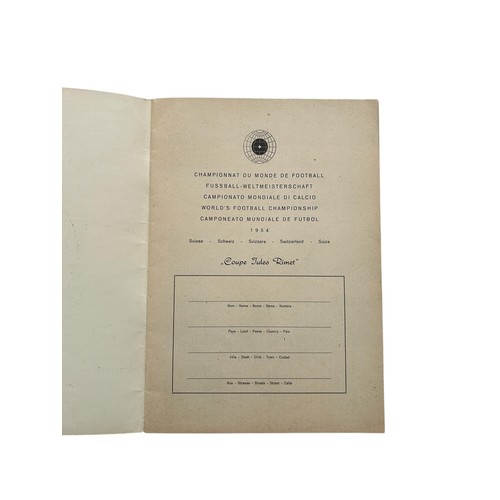 CHAMPIONNAT DU MONDE DE FOOTBALL
FUSSBALL-WELTMEISTERSCHAFT
CAMPIONATO MONDIALE DI CALCIO
WORLD'S FOOTBALL CHAMPIONSHIP
CAMPONEATO MUNDIALE DE FUTBOL
1954
Suisse - Schweiz - Svizzera - Switzerland - Suiza
„Coupe Jules Rimet"
Nom - Name - Nome - Name - Nombre
Pays - Land - Paese - Country - País
Ville - Stadt - Città - Town - Ciudad
Rue - Strasse - Strada - Street - Calle